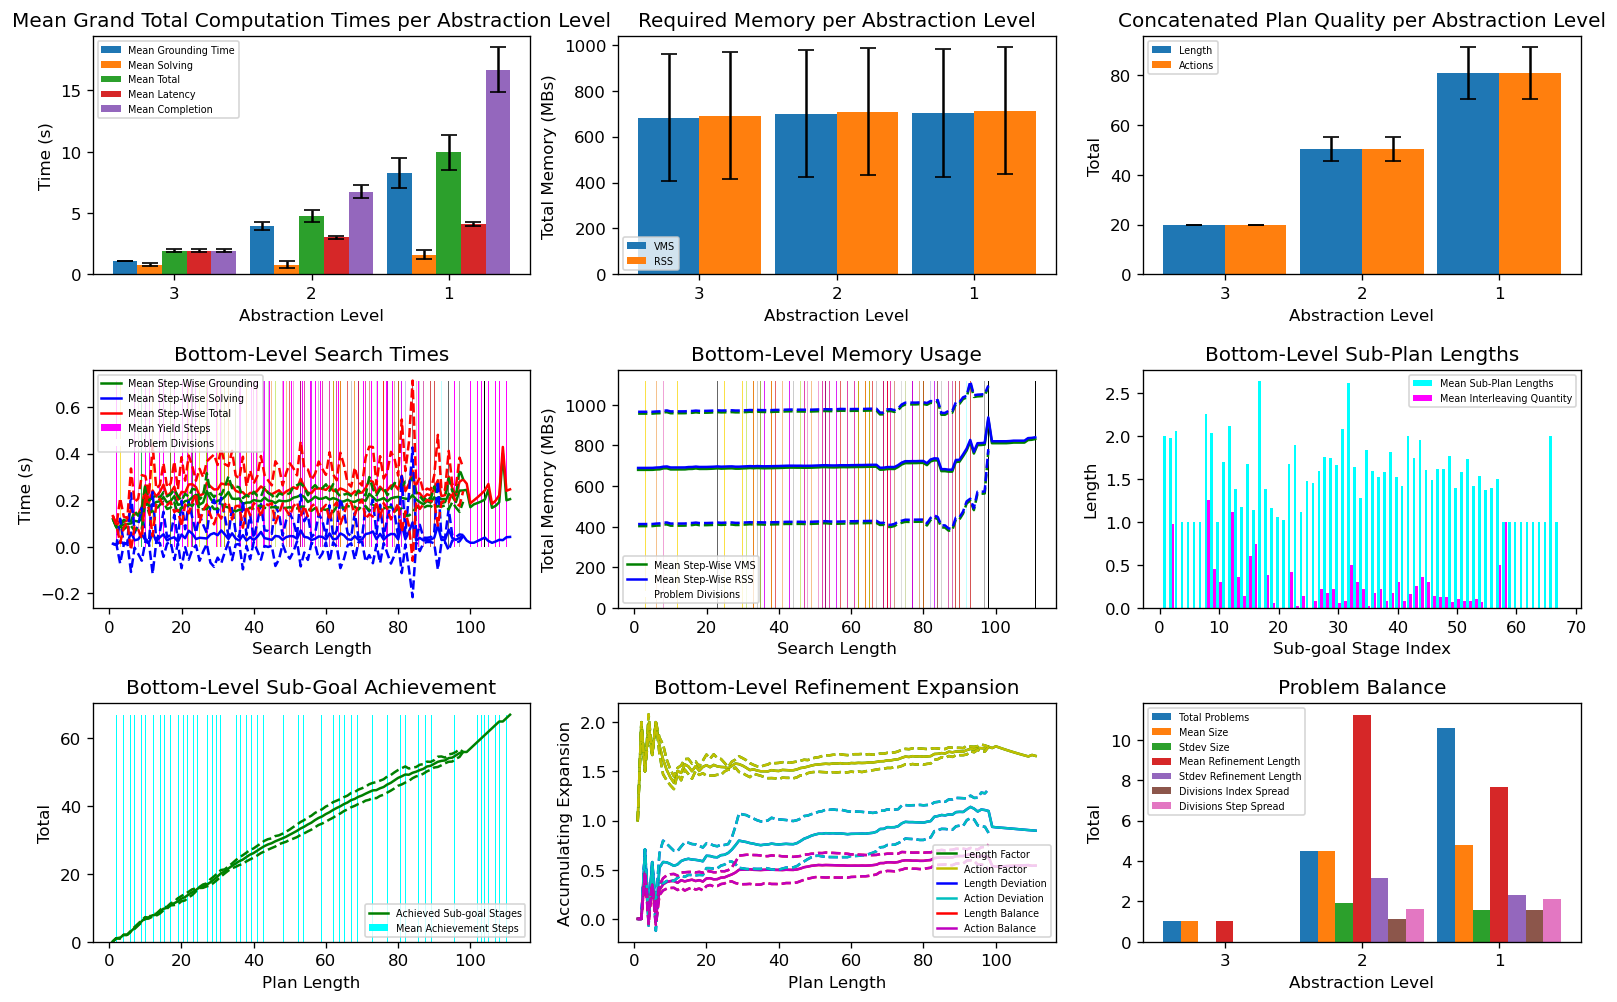 Mean Grand Total Computation Times per Abstraction Level
Time (s)
15
10
5
0
Mean Grounding Time
Mean Solving
Mean Total
Mean Latency
Mean Completion
3 2 1
Abstraction Level
Required Memory per Abstraction Level
Total Memory (MBs)
1000
800
600
400
200
0
VMS
RSS
3 2 1
Abstraction Level
Concatenated Plan Quality per Abstraction Level
Total
80
60
40
20
0
Length
Actions
3 2 1
Abstraction Level
Bottom-Level Search Times
Time (s)
0.6
0.4
0.2
0.0
−0.2
Mean Step-Wise Grounding
Mean Step-Wise Solving
Mean Step-Wise Total
Mean Yield Steps
Problem Divisions
0 20 40 60 80 100
Search Length
Bottom-Level Memory Usage
Total Memory (MBs)
1000
800
600
400
200
0
Mean Step-Wise VMS
Mean Step-Wise RSS
Problem Divisions
0 20 40 60 80 100
Search Length
Bottom-Level Sub-Plan Lengths
Length
2.5
2.0
1.5
1.0
0.5
0.0
Mean Sub-Plan Lengths
Mean Interleaving Quantity
0 10 20 30 40 50 60 70
Sub-goal Stage Index
Bottom-Level Sub-Goal Achievement
Total
60
40
20
0
Achieved Sub-goal Stages
Mean Achievement Steps
0 20 40 60 80 100
Plan Length
Bottom-Level Refinement Expansion
Accumulating Expansion
2.0
1.5
1.0
0.5
0.0
Length Factor
Action Factor
Length Deviation
Action Deviation
Length Balance
Action Balance
0 20 40 60 80 100
Plan Length
Problem Balance
Total
10
8
6
4
2
0
Total Problems
Mean Size
Stdev Size
Mean Refinement Length
Stdev Refinement Length
Divisions Index Spread
Divisions Step Spread
3 2 1
Abstraction Level